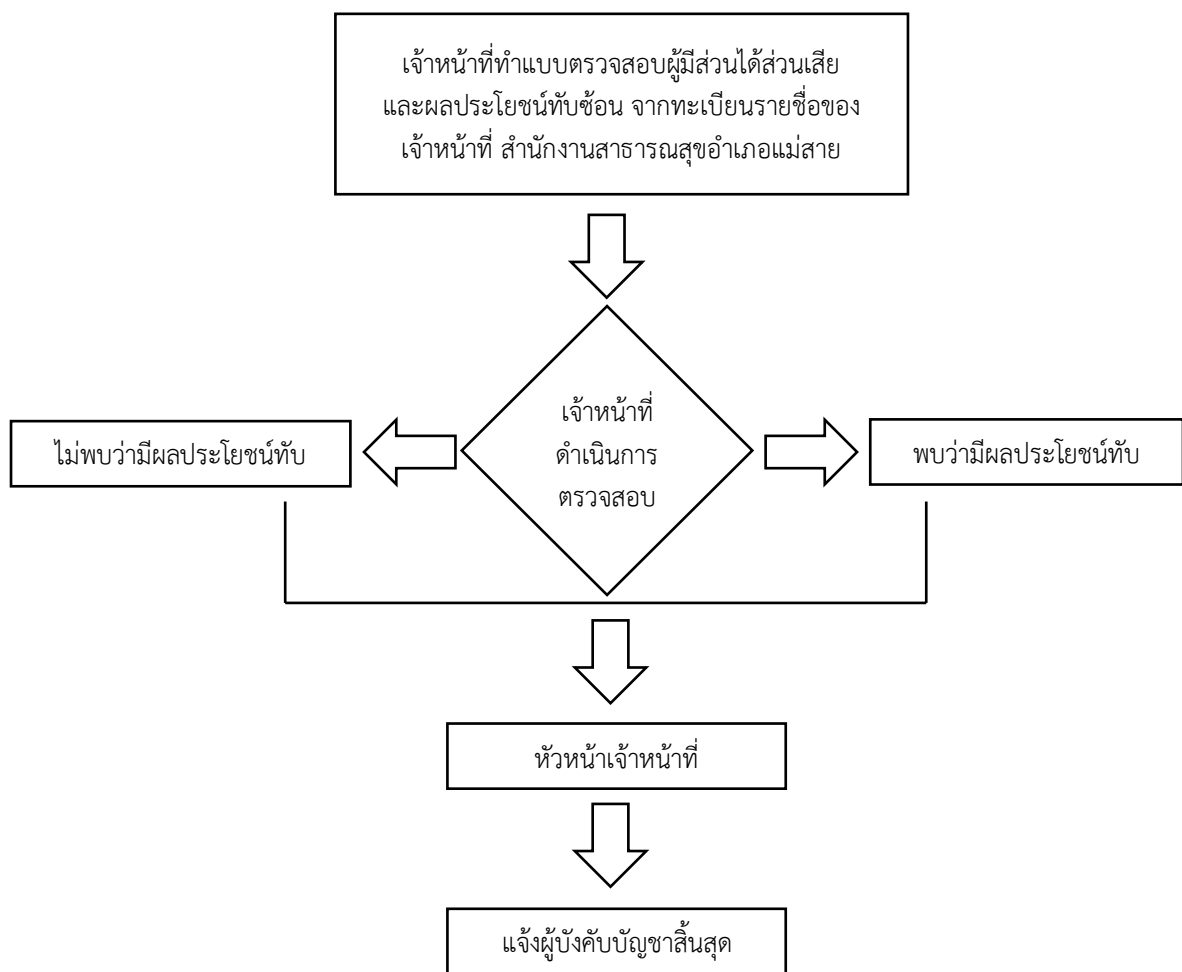 เจ้าหน้าที่ทำแบบตรวจสอบผู้มีส่วนได้ส่วนเสีย
และผลประโยชน์ทับซ้อน จากทะเบียนรายชื่อของ
เจ้าหน้าที่ สำนักงานสาธารณสุขอำเภอแม่สาย
เจ้าหน้าที่
ดำเนินการ
ตรวจสอบ
ไม่พบว่ามีผลประโยชน์ทับ
พบว่ามีผลประโยชน์ทับ
หัวหน้าเจ้าหน้าที่
แจ้งผู้บังคับบัญชาสิ้นสุด